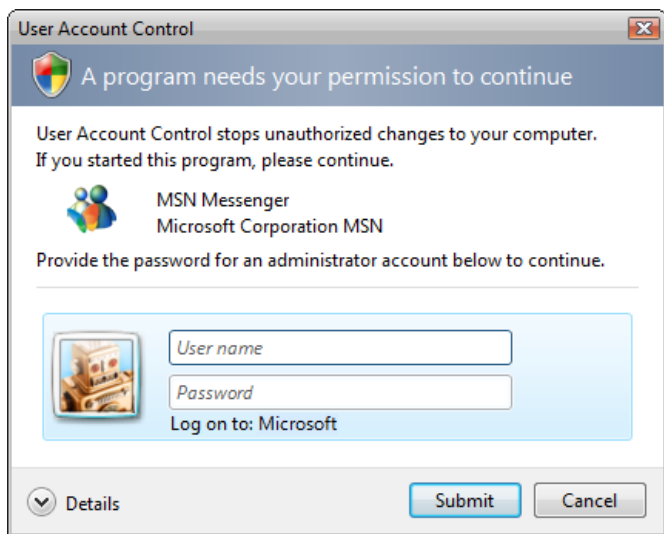 User Account Control
A program needs your permission to continue
User Account Control stops unauthorized changes to your computer.
If you started this program, please continue.
MSN Messenger
Microsoft Corporation MSN
Provide the password for an administrator account below to continue.
User name
Password
Log on to: Microsoft
Details
Submit
Cancel